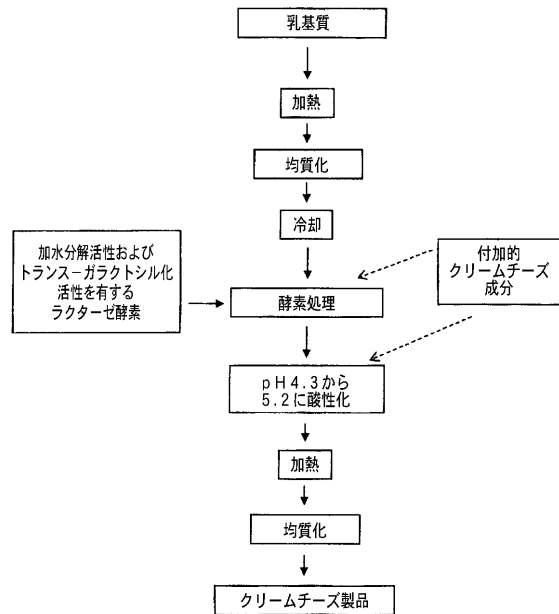 乳基質
加熱
均質化
冷却
加水分解活性および
トランス－ガラクトシル化
活性を有する
ラクターゼ酵素
付加的
クリームチーズ
成分
酵素処理
pH4.3から
5.2に酸性化
加熱
均質化
クリームチーズ製品